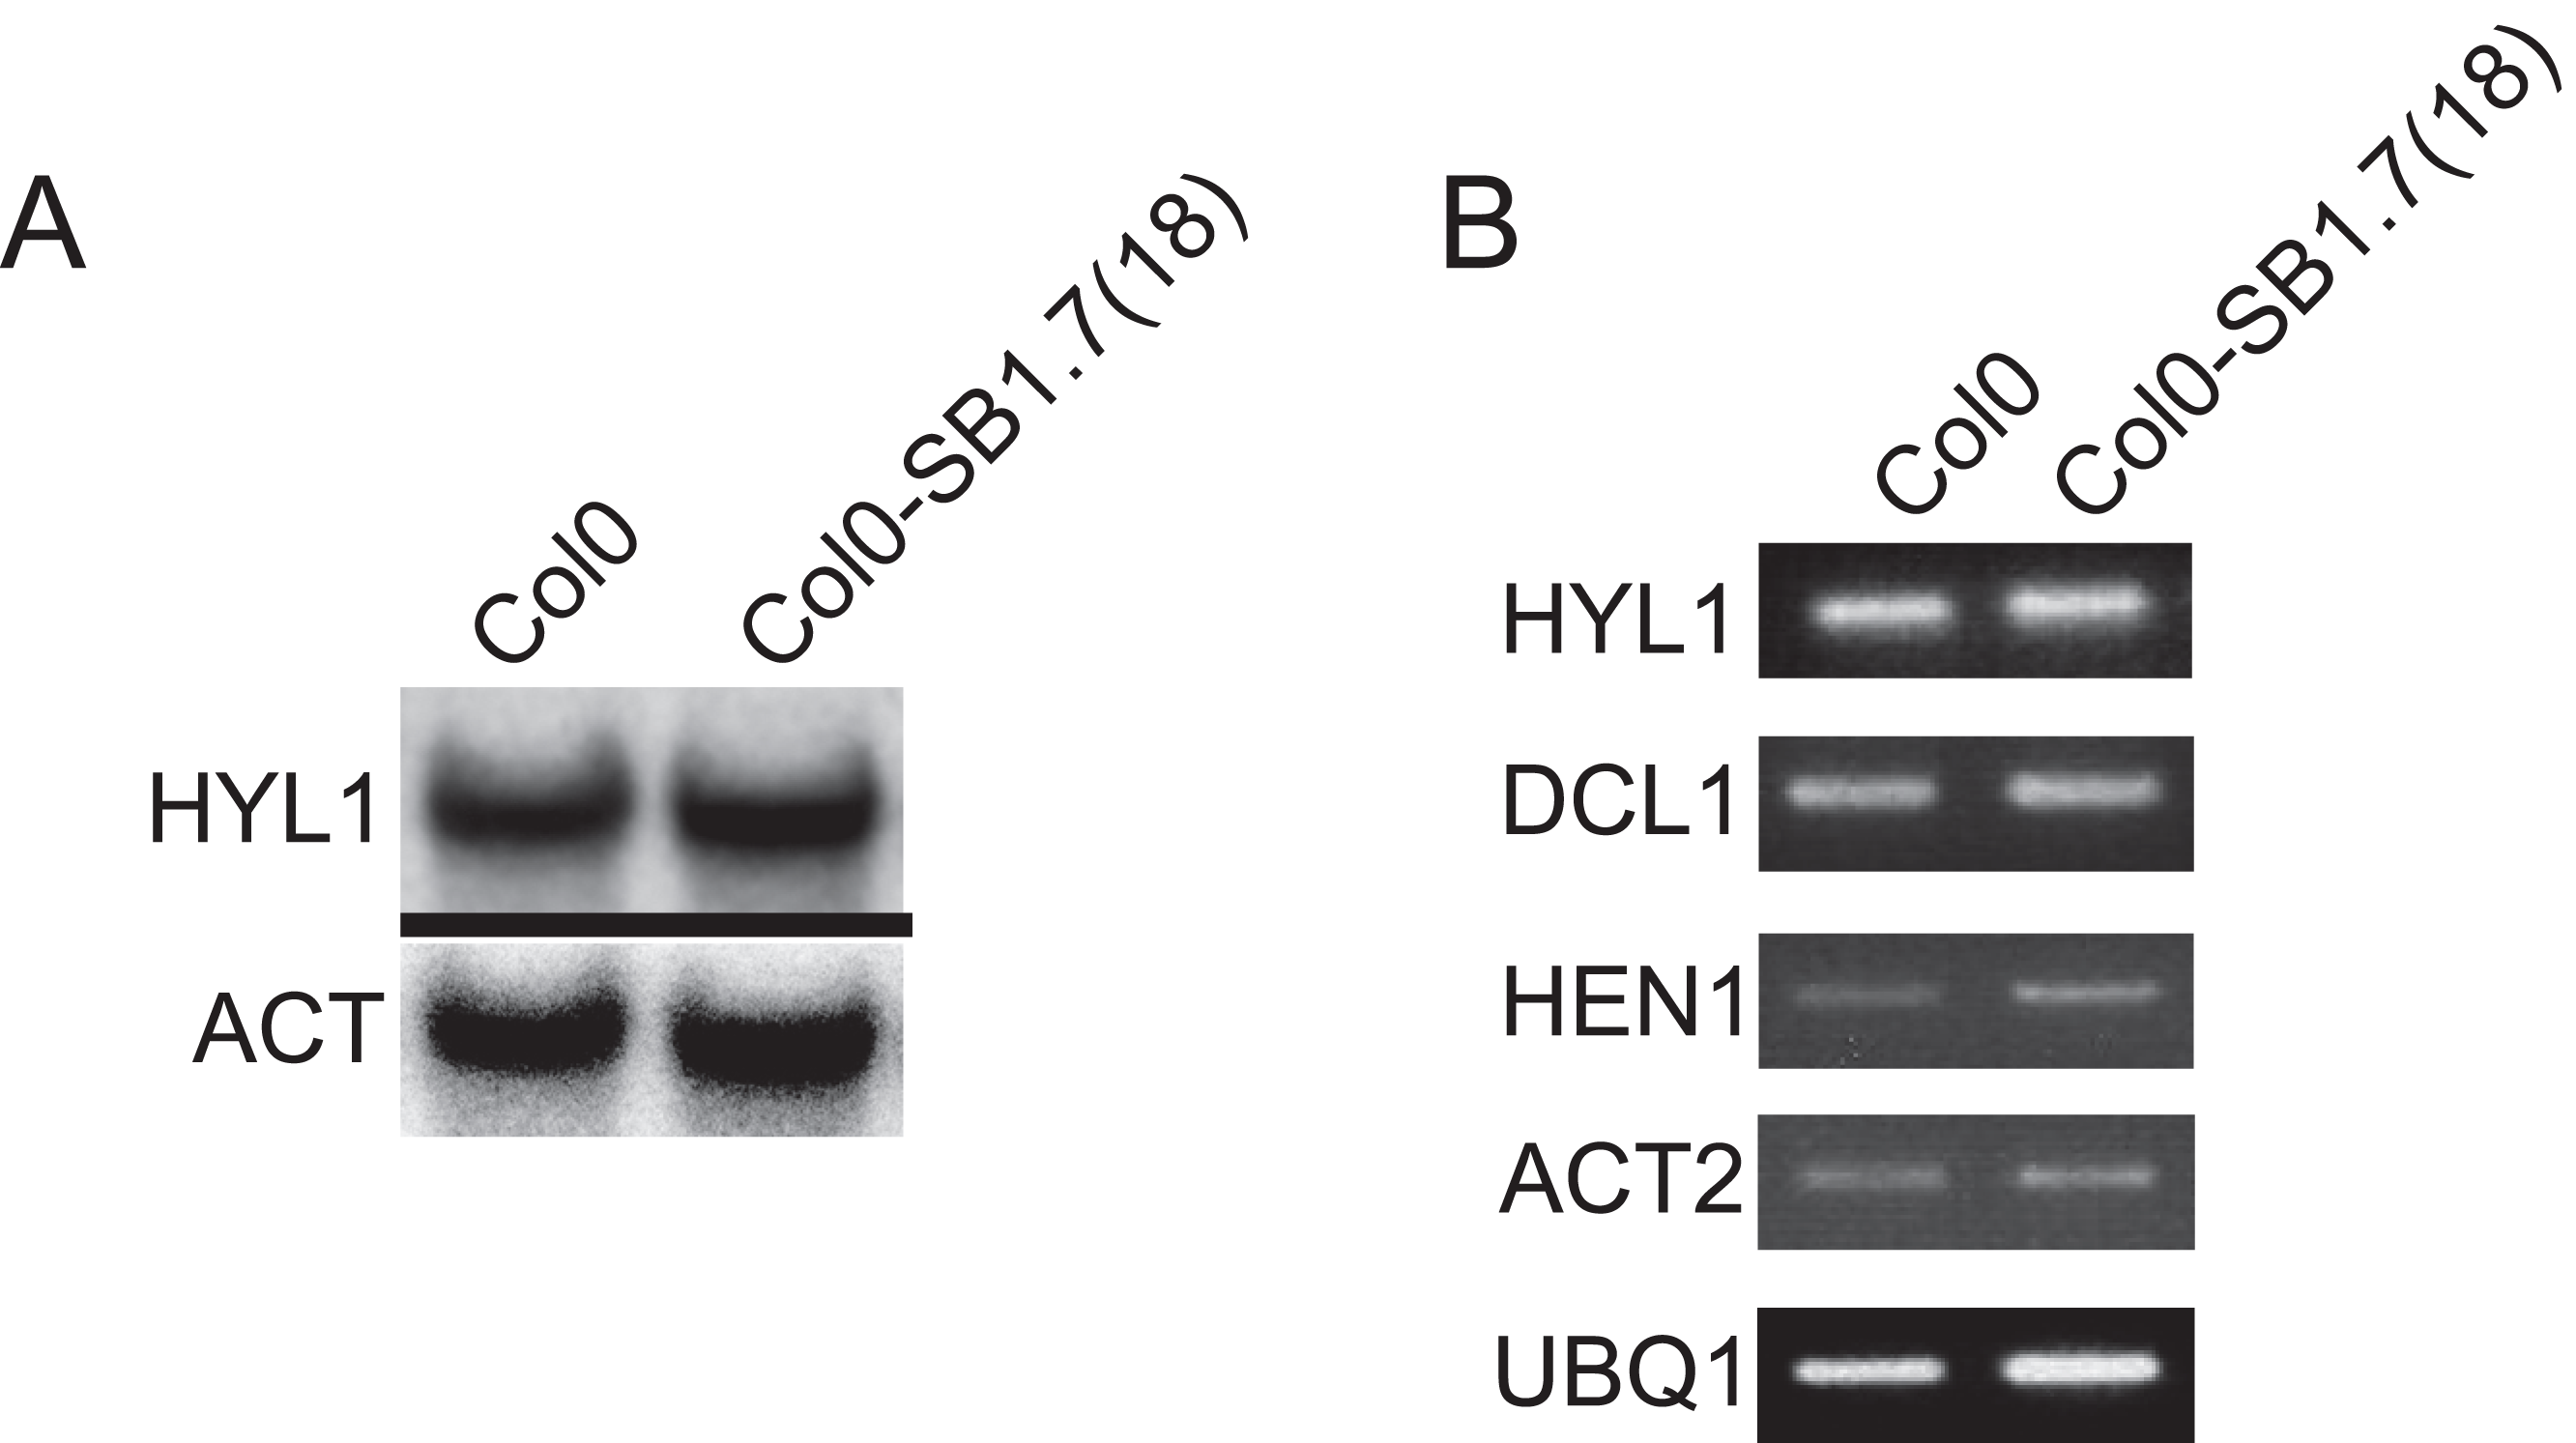 A
Col0
Col0-SB1.7(18)
HYL1
ACT
B
Col0
Col0-SB1.7(18)
HYL1
DCL1
HEN1
ACT2
UBQ1